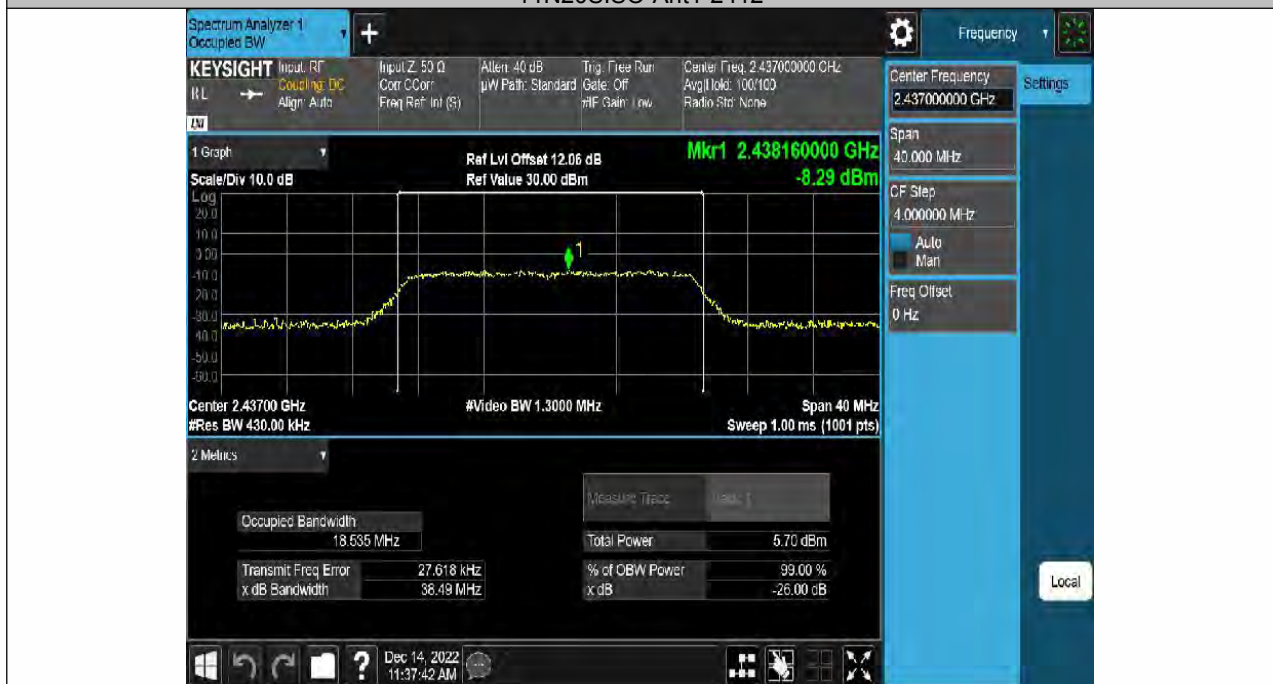 Spectrum Analyzer 1
Occupied BW
+
Frequency
KEYSIGHT
Input: RF
Coupling: DC
Align: Auto
Input Z: 50 Ω
Corr CCorr
Freq Ref: Int (S)
Atten: 40 dB
µW Path: Standard
Trig: Free Run
Gate: Off
#IF Gain: Low
Center Freq: 2.437000000 GHz
Avg|Hold: 100/100
Radio Std: None
Center Frequency
2.437000000 GHz
Settings
Span
40.000 MHz
CF Step
4.000000 MHz
Auto
Man
Freq Offset
0 Hz
1 Graph
Scale/Div 10.0 dB
Ref Lvl Offset 12.06 dB
Ref Value 30.00 dBm
Mkr1 2.438160000 GHz
-8.29 dBm
Log
20.0
10.0
0.00
-10.0
-20.0
-30.0
-40.0
-50.0
-60.0
1
Center 2.43700 GHz
#Video BW 1.3000 MHz
Span 40 MHz
#Res BW 430.00 kHz
Sweep 1.00 ms (1001 pts)
2 Metrics
Measure Trace
Trace 1
Occupied Bandwidth
18.535 MHz
Total Power
5.70 dBm
Transmit Freq Error
27.618 kHz
% of OBW Power
99.00 %
x dB Bandwidth
38.49 MHz
x dB
-26.00 dB
Local
?
Dec 14, 2022
11:37:42 AM